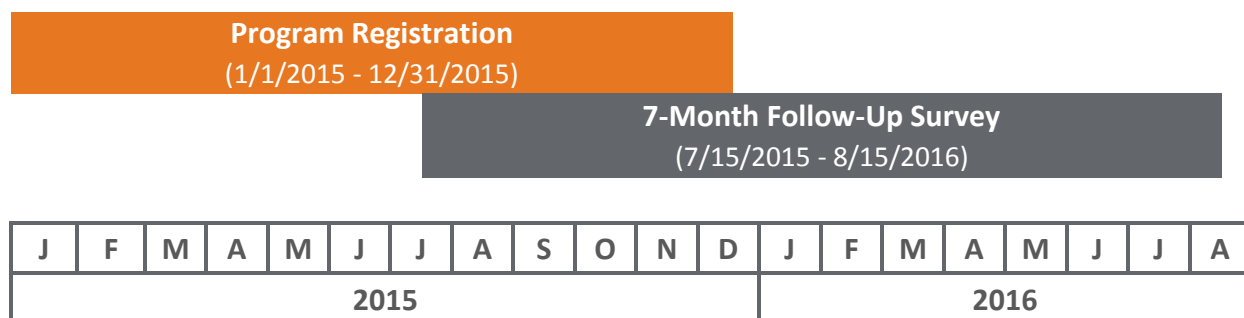 Program Registration
(1/1/2015 - 12/31/2015)
7-Month Follow-Up Survey
(7/15/2015 - 8/15/2016)
J F M A M J J A S O N D J F M A M J J A
2015 2016